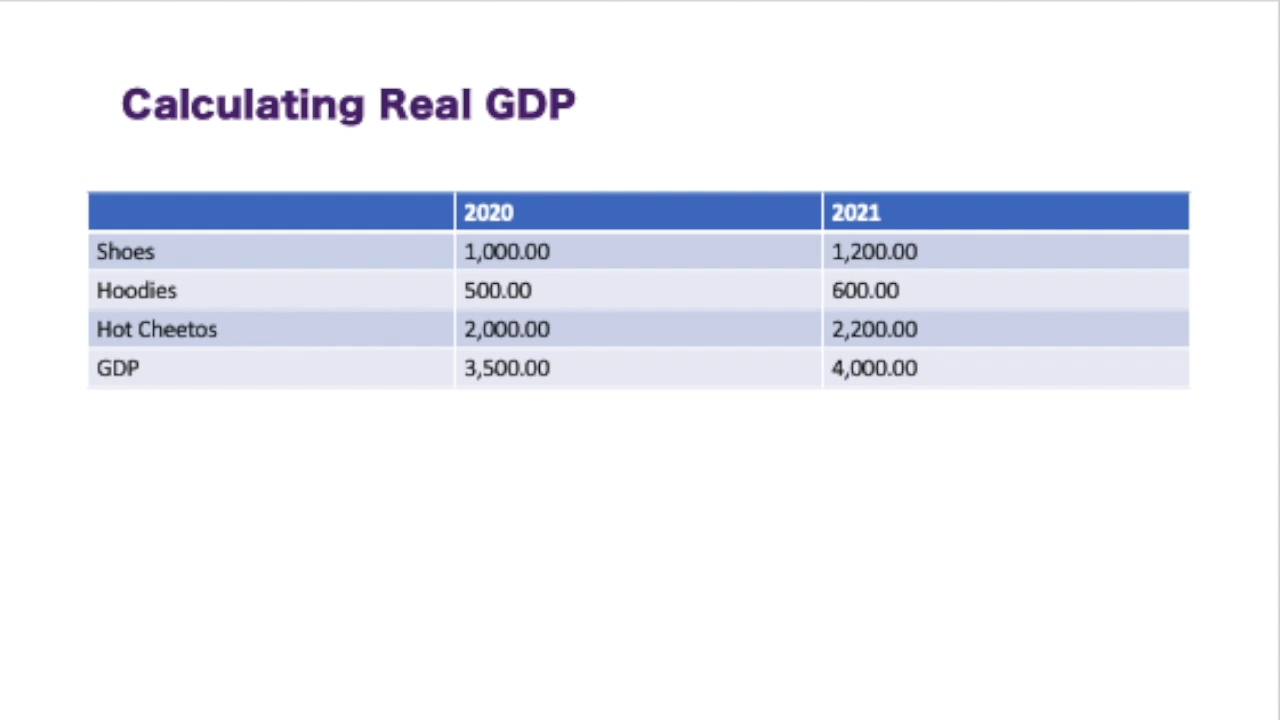 Calculating Real GDP
2020 2021
Shoes 1,000.00 1,200.00
Hoodies 500.00 600.00
Hot Cheetos 2,000.00 2,200.00
GDP 3,500.00 4,000.00